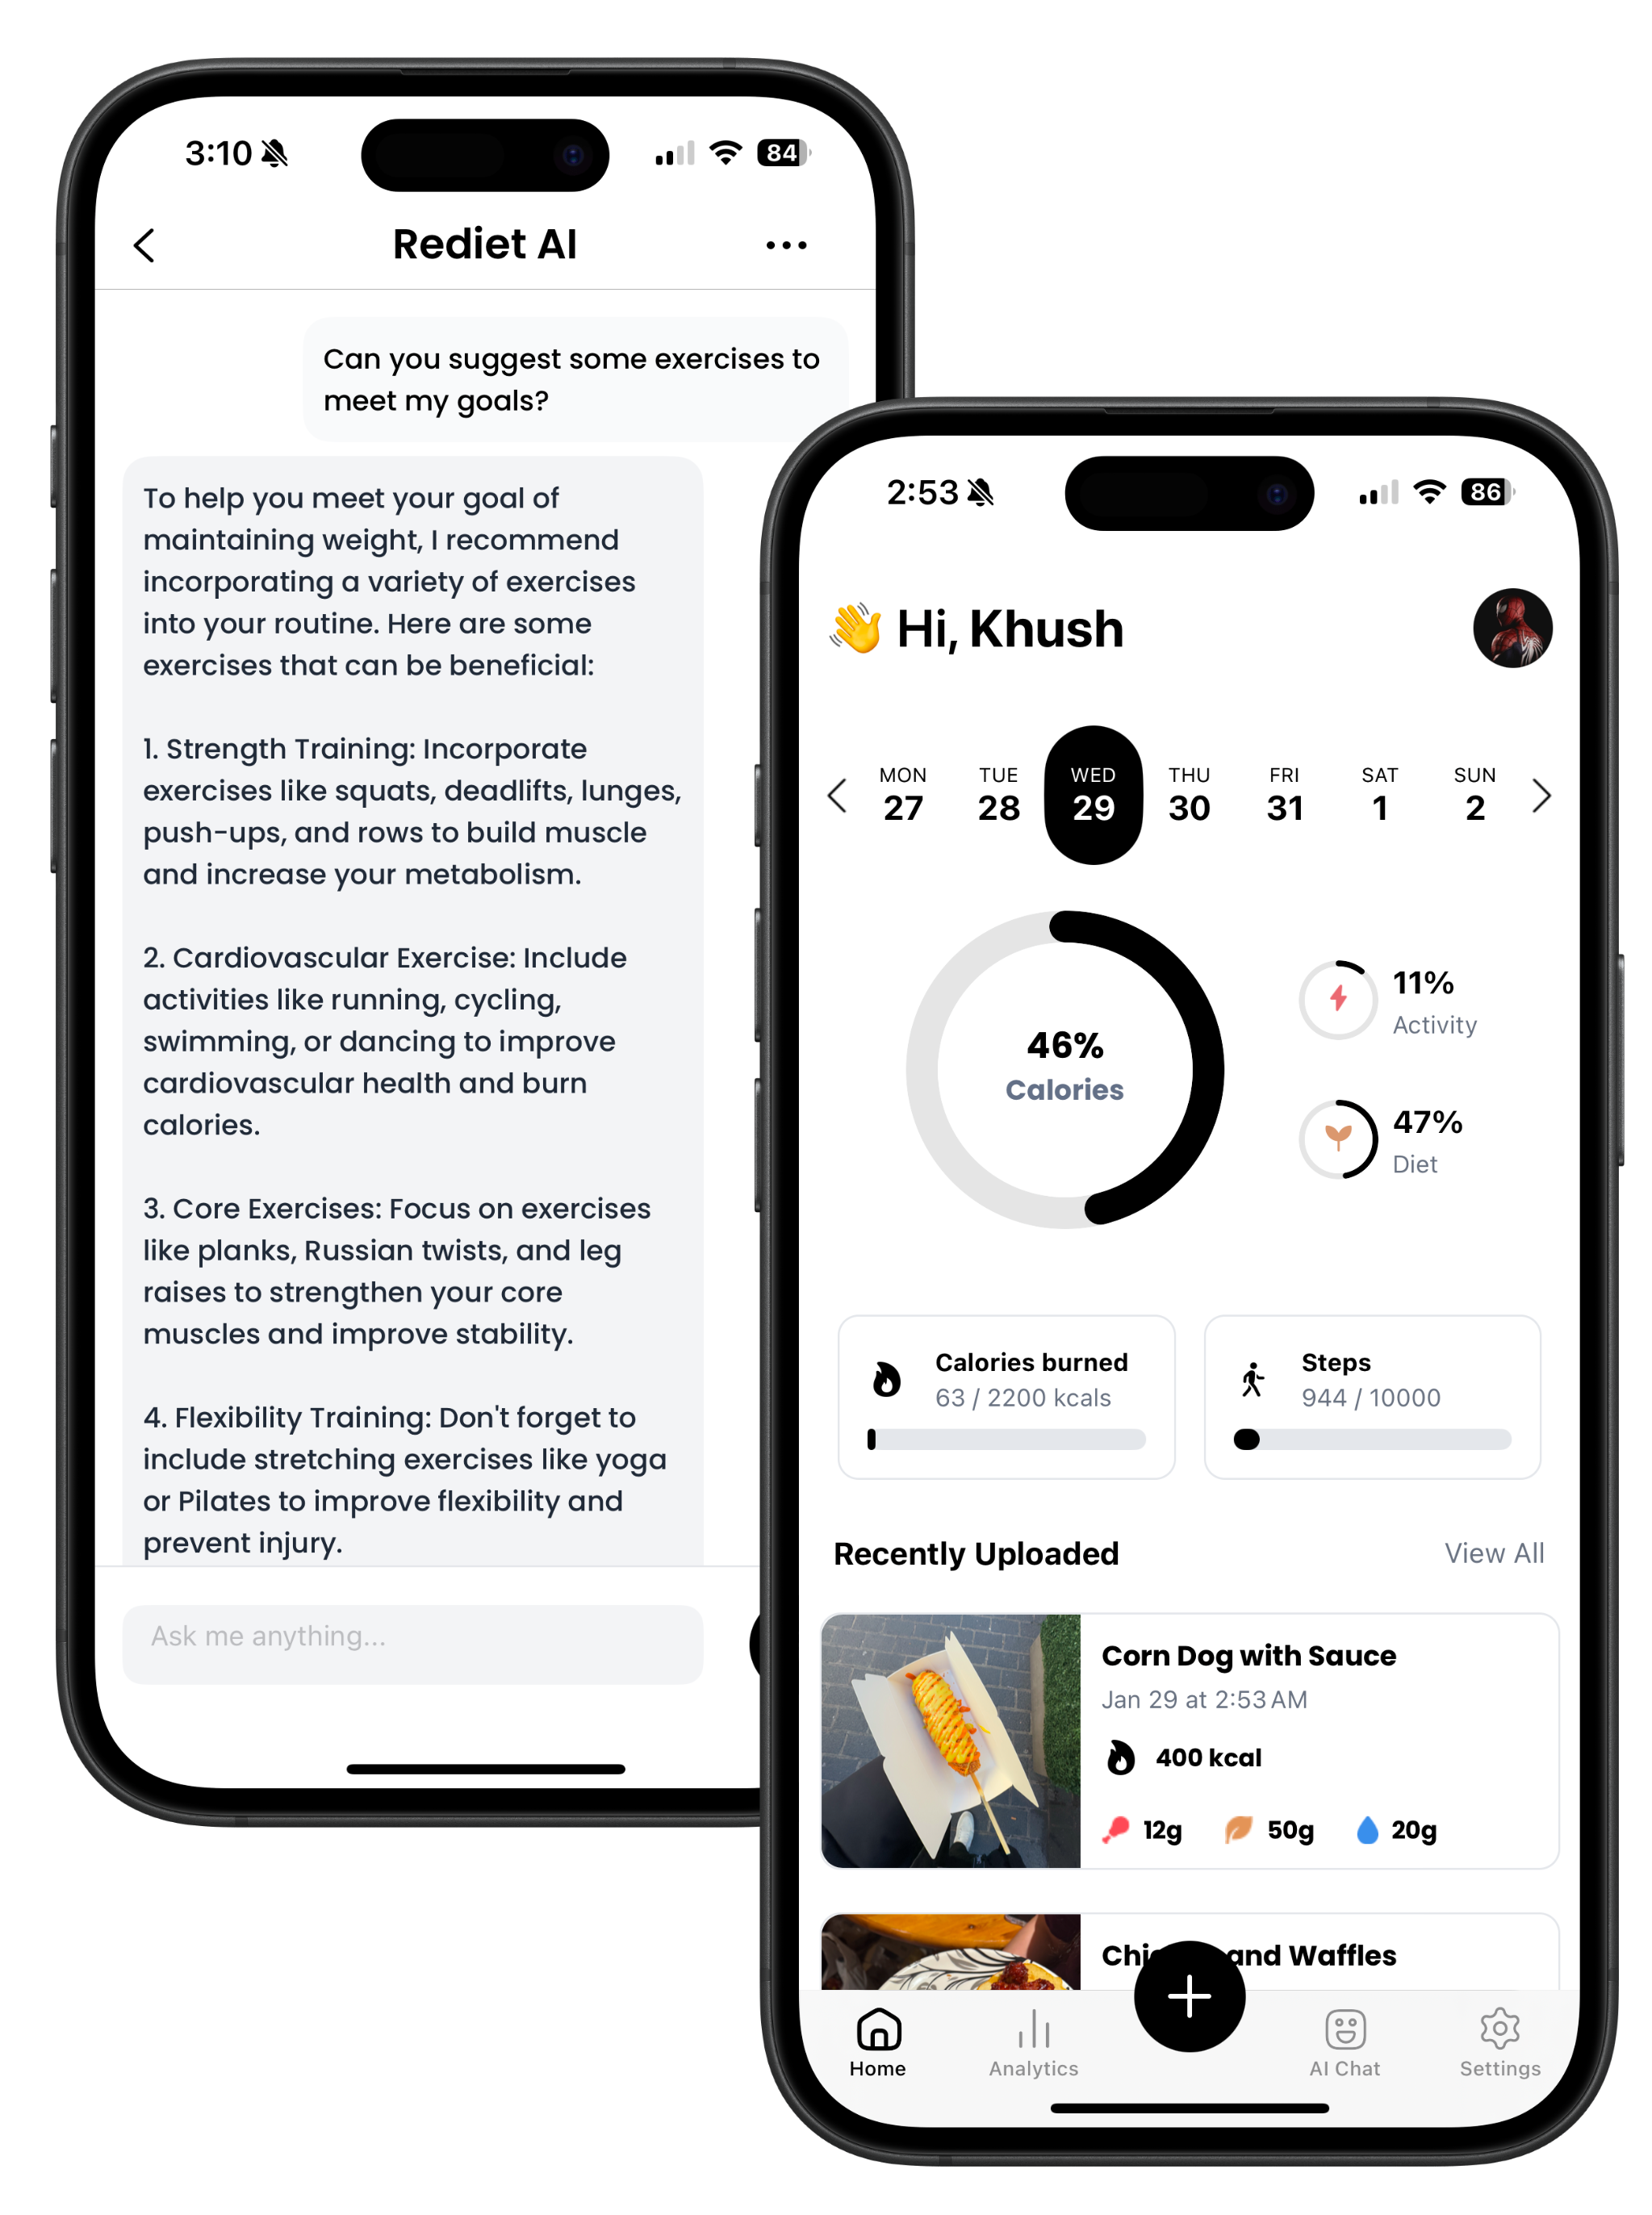 3:10
84
Rediet AI
Can you suggest some exercises to
meet my goals?
To help you meet your goal of
maintaining weight, I recommend
incorporating a variety of exercises
into your routine. Here are some
exercises that can be beneficial:
1. Strength Training: Incorporate
exercises like squats, deadlifts, lunges,
push-ups, and rows to build muscle
and increase your metabolism.
2. Cardiovascular Exercise: Include
activities like running, cycling,
swimming, or dancing to improve
cardiovascular health and burn
calories.
3. Core Exercises: Focus on exercises
like planks, Russian twists, and leg
raises to strengthen your core
muscles and improve stability.
4. Flexibility Training: Don't forget to
include stretching exercises like yoga
or Pilates to improve flexibility and
prevent injury.
Ask me anything...
2:53
86
👋 Hi, Khush
MON TUE WED THU FRI SAT SUN
27 28 29 30 31 1 2
46%
Calories
11%
Activity
47%
Diet
Calories burned
63 / 2200 kcals
Steps
944 / 10000
Recently Uploaded
View All
Corn Dog with Sauce
Jan 29 at 2:53 AM
400 kcal
12g 50g 20g
and Waffles
Home
Analytics
AI Chat
Settings